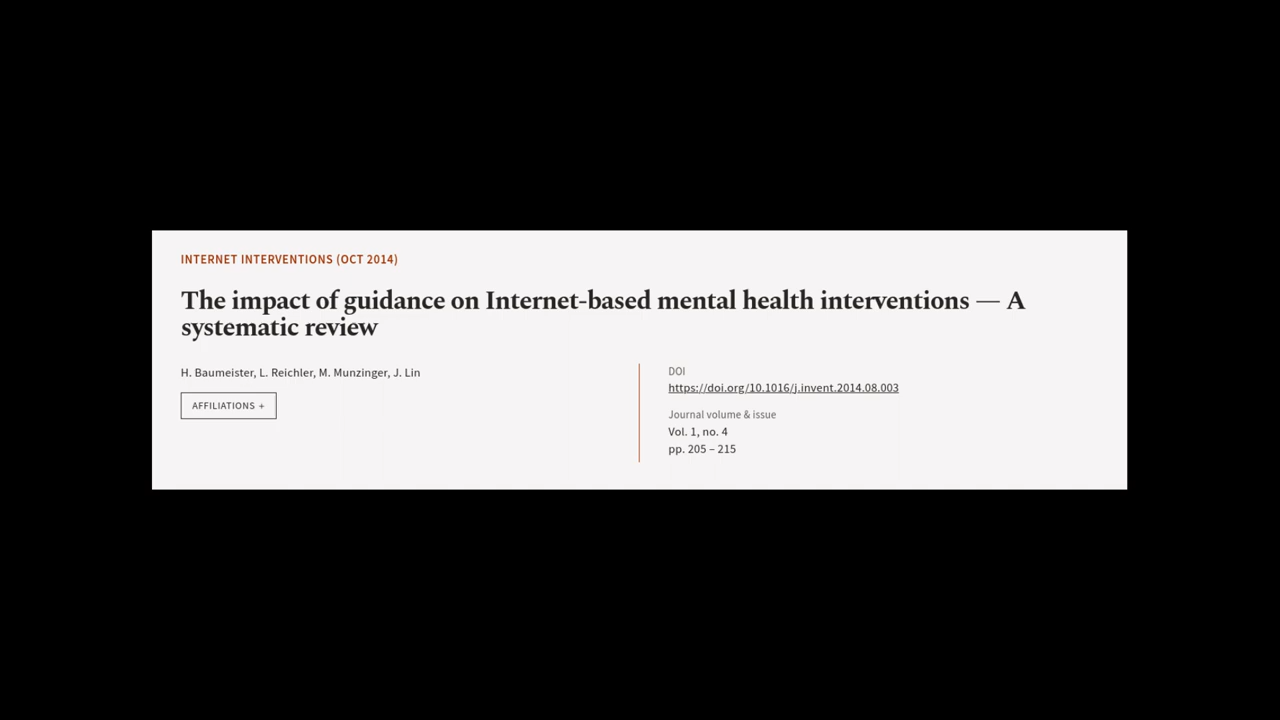 INTERNET INTERVENTIONS (OCT 2014)
The impact of guidance on Internet-based mental health interventions — A
systematic review
H. Baumeister, L. Reichler, M. Munzinger, J. Lin
AFFILIATIONS +
DOI
https://doi.org/10.1016/j.invent.2014.08.003
Journal volume & issue
Vol. 1, no. 4
pp. 205 – 215